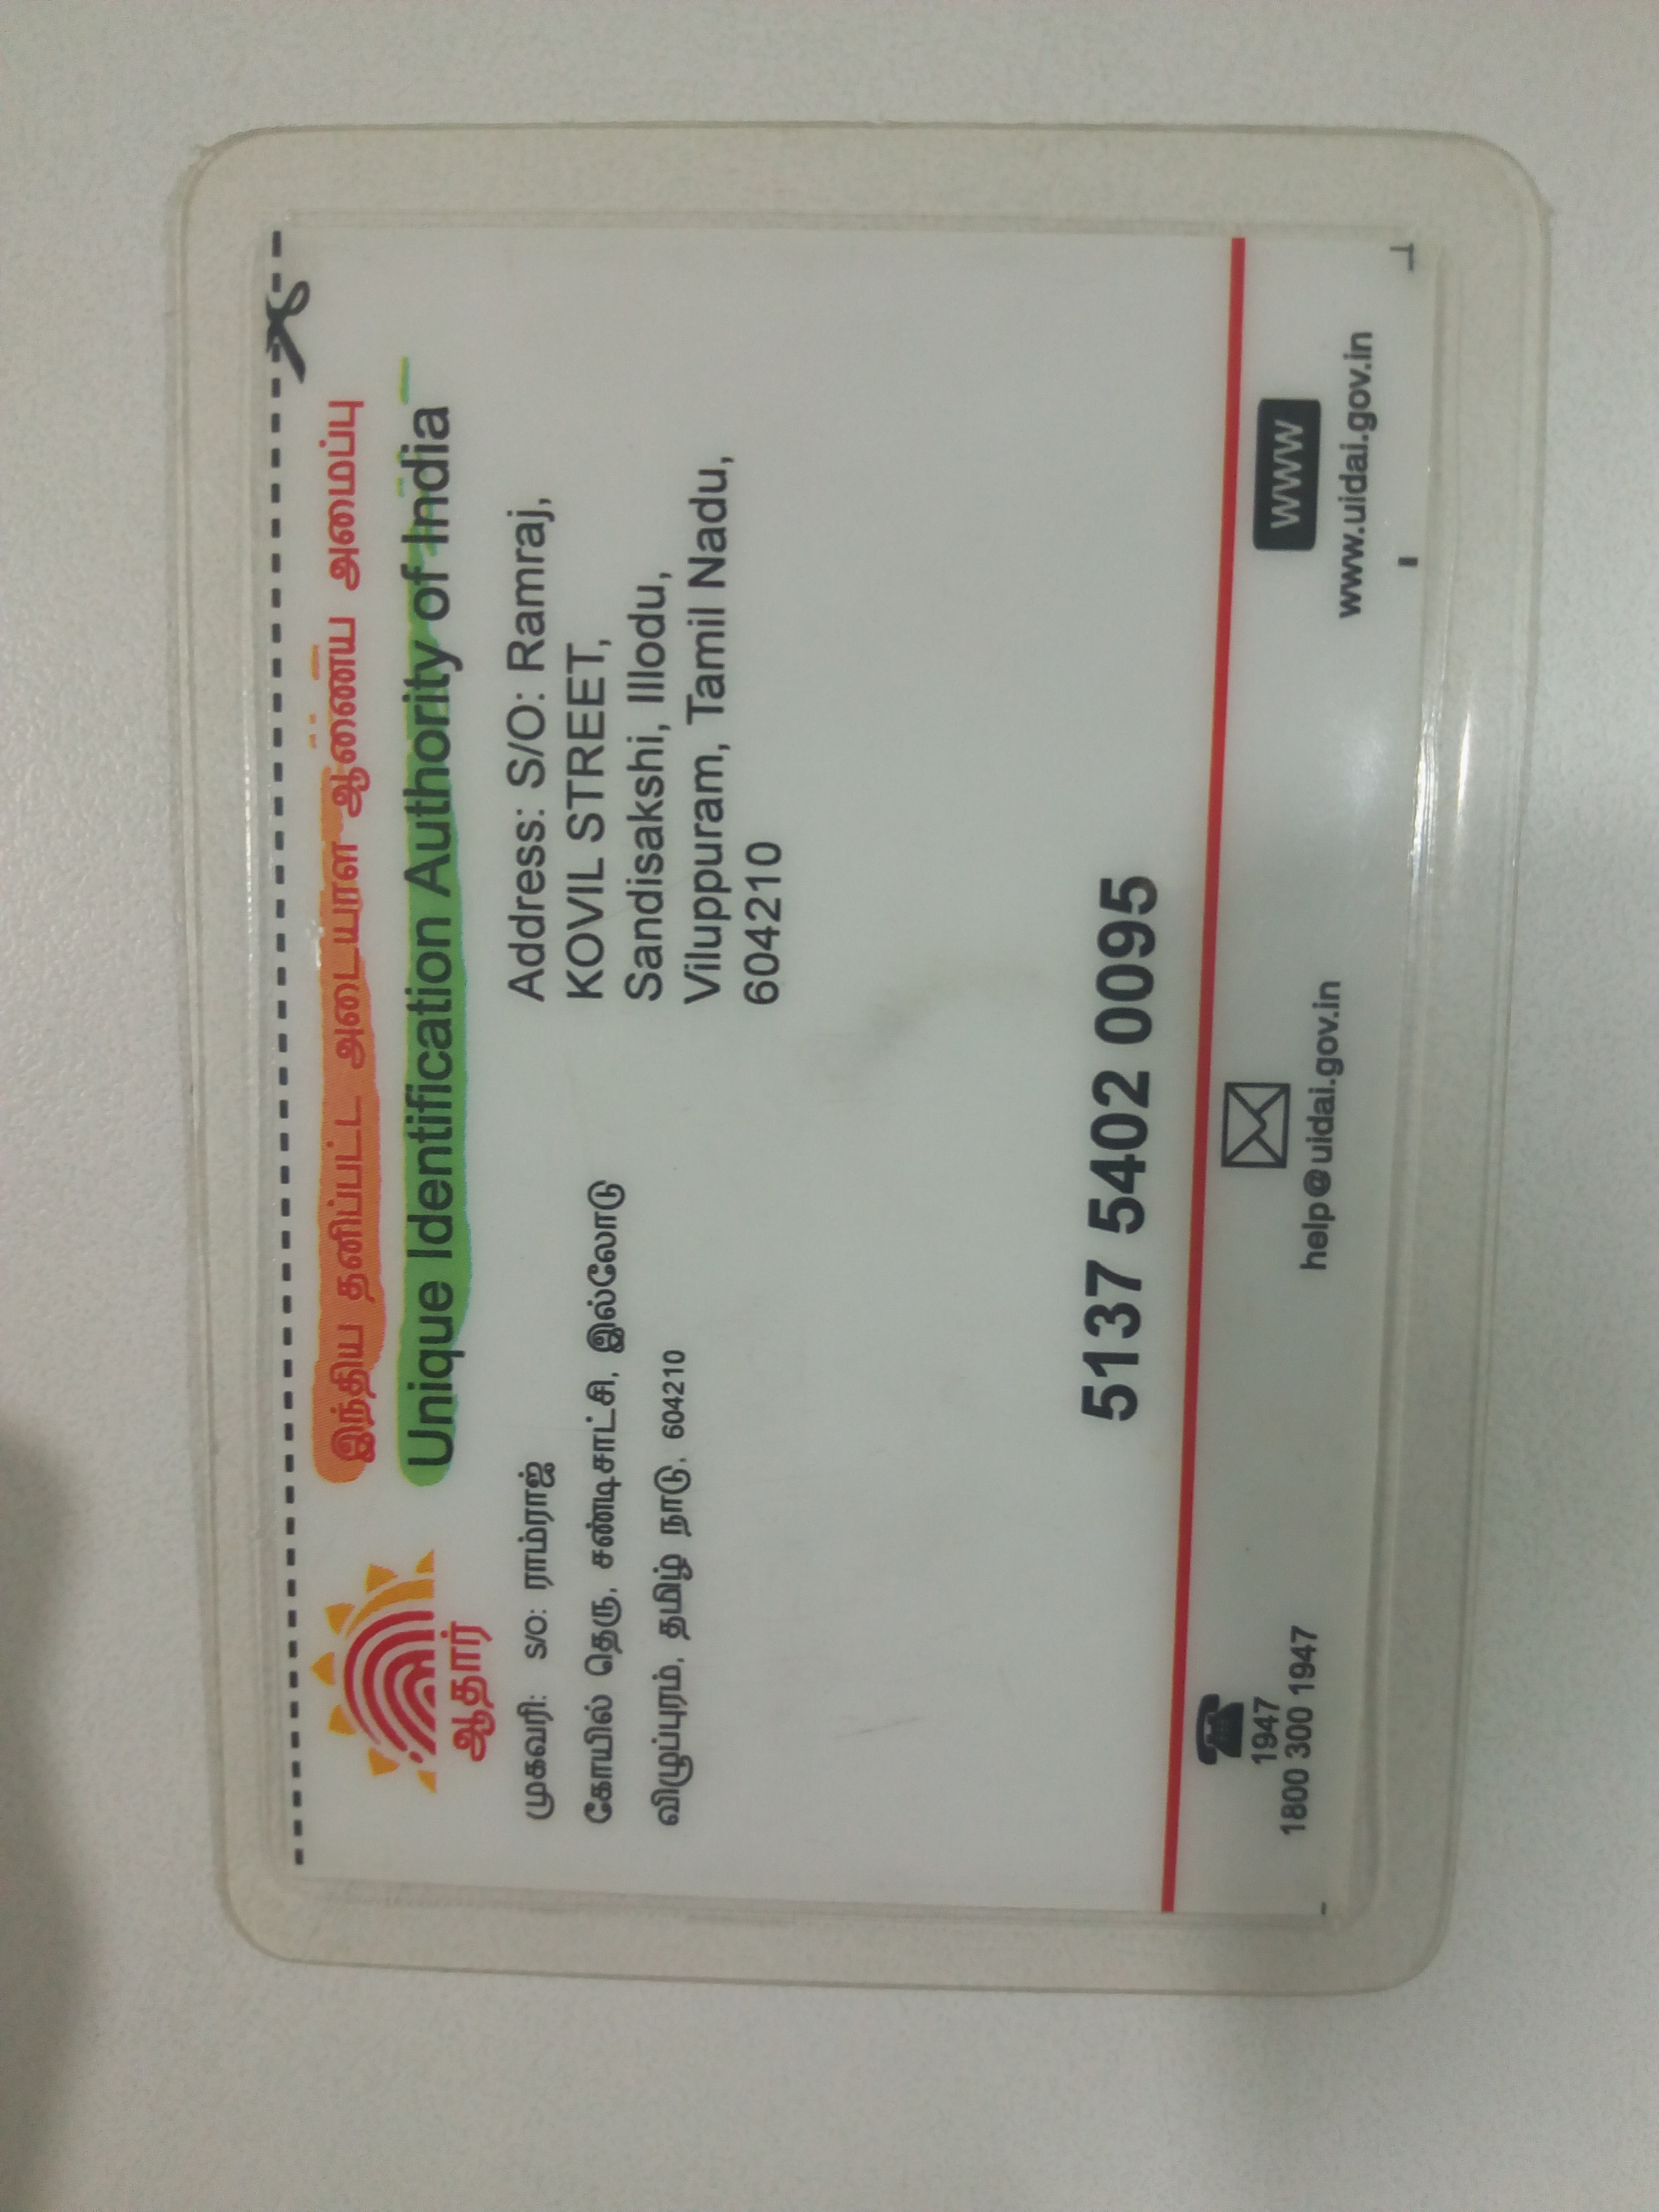 இந்திய தனிப்பட்ட அடையாள ஆணைய அமைப்பு
Unique Identification Authority of India
ஆதார்
முகவரி: S/O: ராம்ராஜ்
கோயில் தெரு, சண்டிசாட்சி, இல்லோடு
விழுப்புரம், தமிழ் நாடு, 604210
Address: S/O: Ramraj,
KOVIL STREET,
Sandisakshi, Illodu,
Viluppuram, Tamil Nadu,
604210
5137 5402 0095
1947
1800 300 1947
help@uidai.gov.in
WWW
www.uidai.gov.in